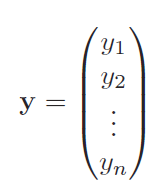 y₁
y₂
y =
⋮
yₙ